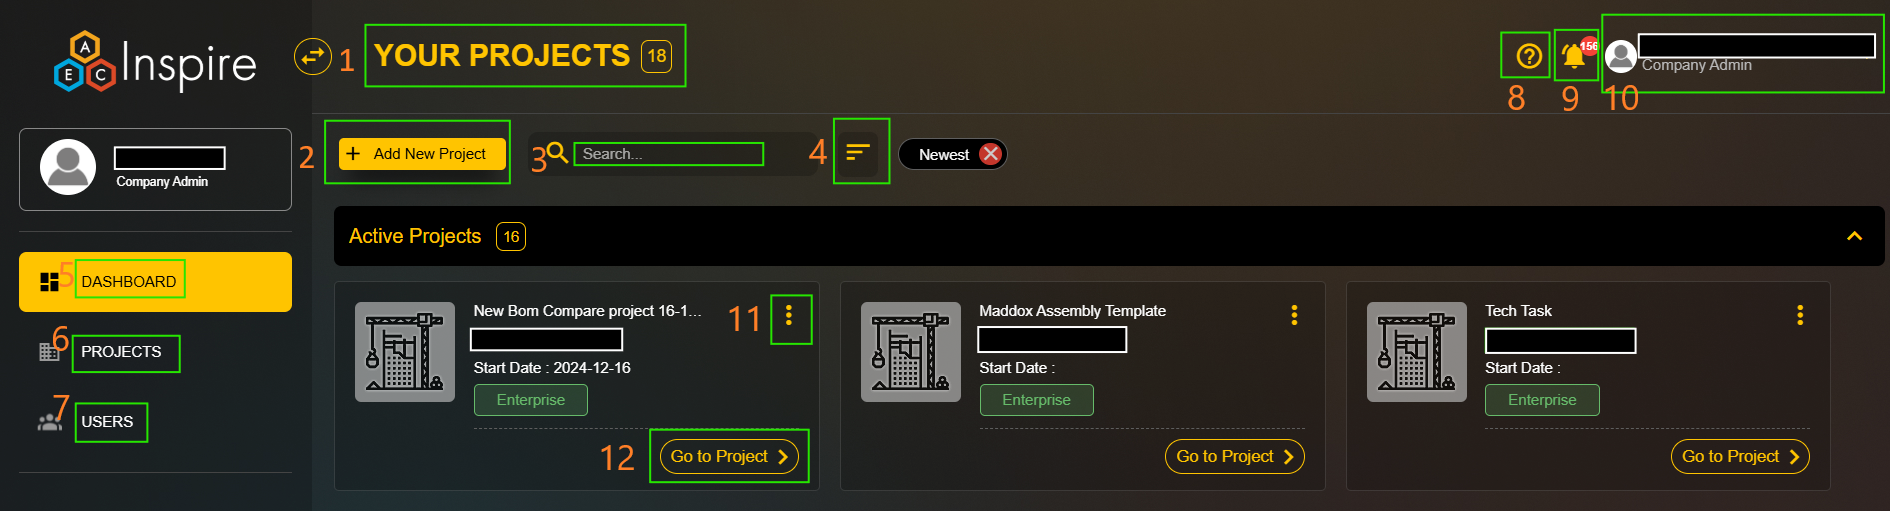 A
E C
Inspire
1
YOUR PROJECTS 18
8
9
156
10
Company Admin
Company Admin
2
+ Add New Project
3
Search...
4
Newest
Active Projects 16
5
DASHBOARD
6
PROJECTS
7
USERS
New Bom Compare project 16-1...
11
Start Date : 2024-12-16
Enterprise
12
Go to Project
Maddox Assembly Template
Start Date :
Enterprise
Go to Project
Tech Task
Start Date :
Enterprise
Go to Project